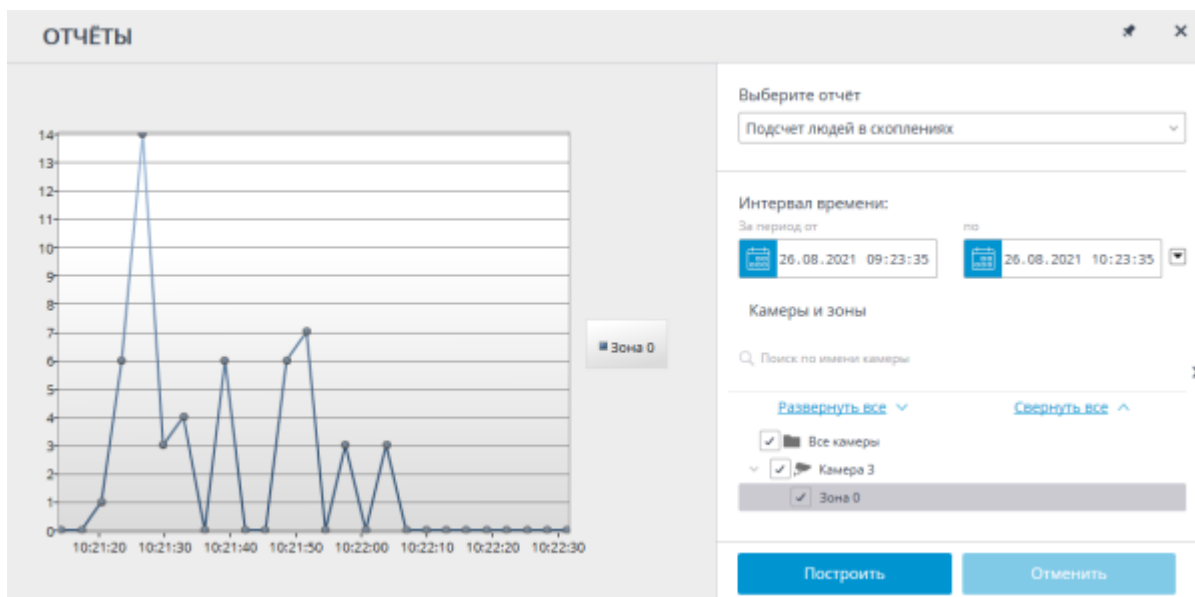 ОТЧЁТЫ
14
13
12
11
10
9
8
7
6
5
4
3
2
1
0
10:21:20 10:21:30 10:21:40 10:21:50 10:22:00 10:22:10 10:22:20 10:22:30
Зона 0
Выберите отчёт
Подсчет людей в скоплениях
Интервал времени:
За период от по
26.08.2021 09:23:35 26.08.2021 10:23:35
Камеры и зоны
Поиск по имени камеры
Развернуть все Свернуть все
Все камеры
Камера 3
Зона 0
Построить Отменить